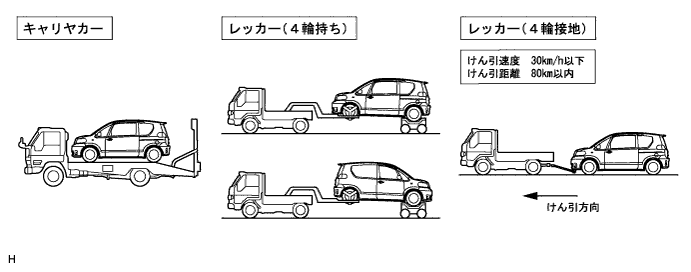 キャリヤカー
レッカー(４輪持ち)
レッカー(４輪接地)
けん引速度　30km/h以下
けん引距離　80km以内
けん引方向
H